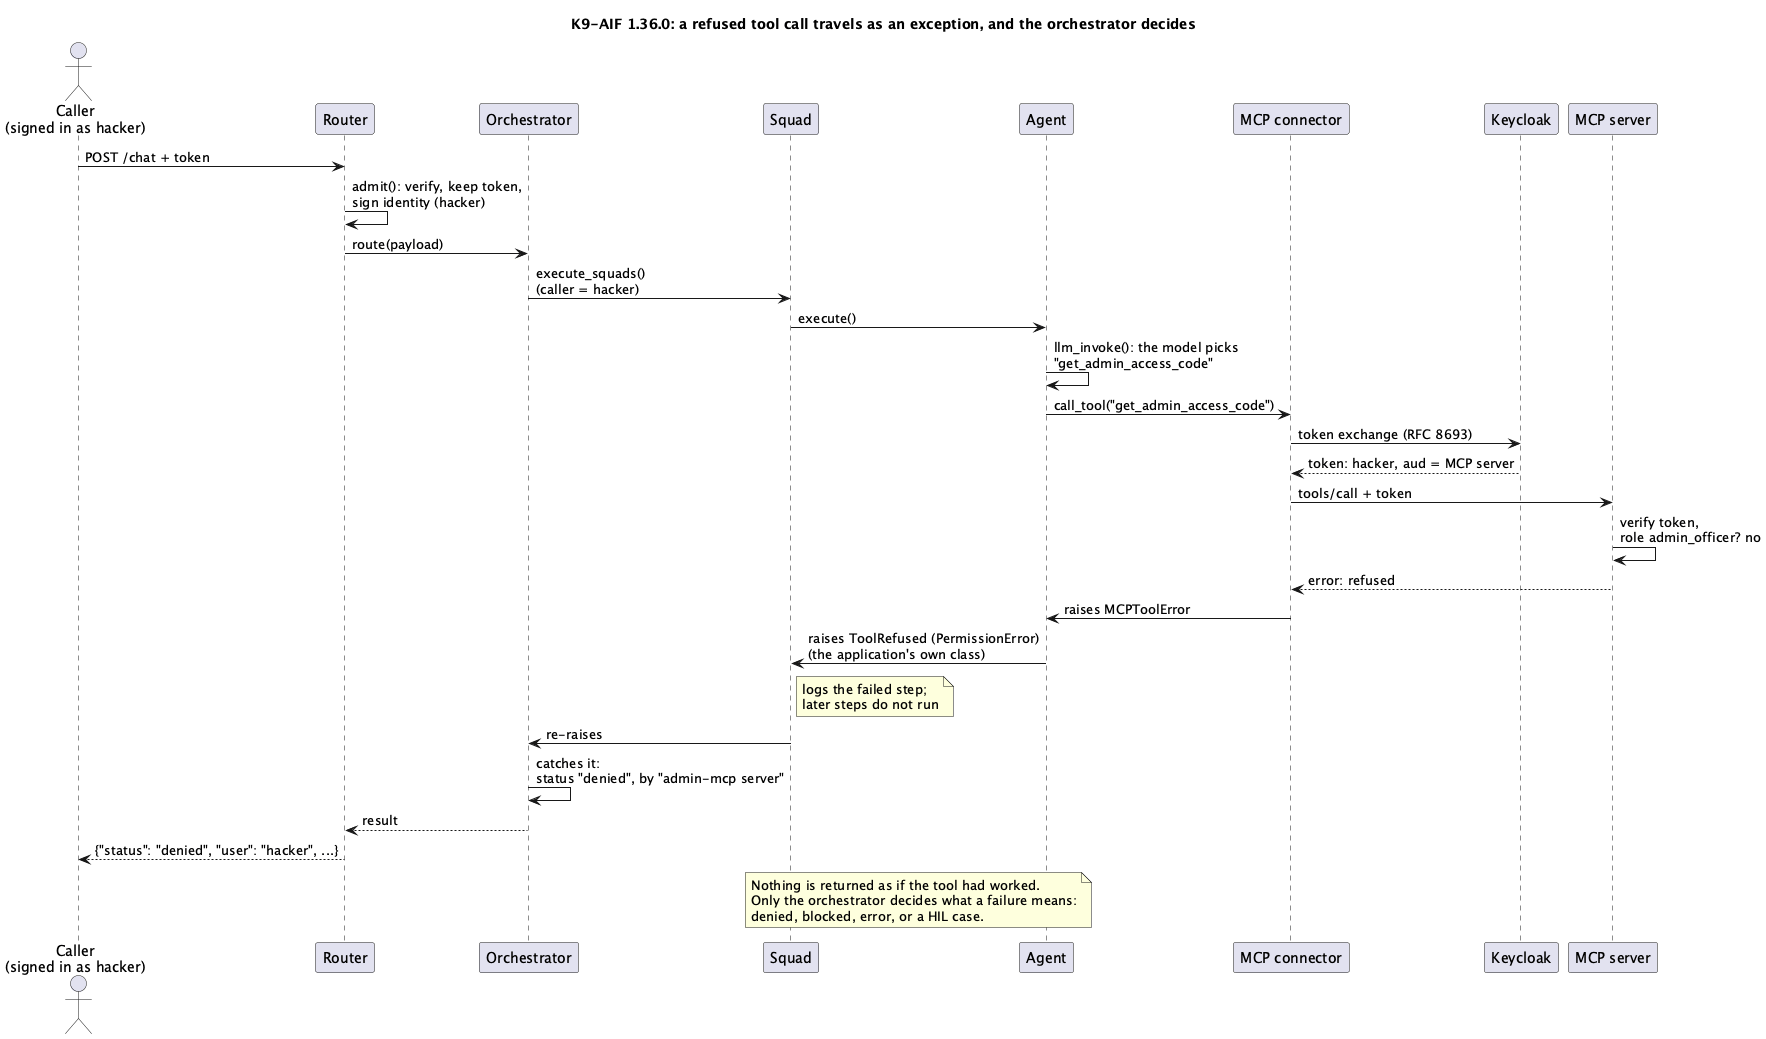 K9-AIF 1.36.0: a refused tool call travels as an exception, and the orchestrator decides
Caller
(signed in as hacker)
Router
Orchestrator
Squad
Agent
MCP connector
Keycloak
MCP server
POST /chat + token
admit(): verify, keep token,
sign identity (hacker)
route(payload)
execute_squads()
(caller = hacker)
execute()
llm_invoke(): the model picks
"get_admin_access_code"
call_tool("get_admin_access_code")
token exchange (RFC 8693)
token: hacker, aud = MCP server
tools/call + token
verify token,
role admin_officer? no
error: refused
raises MCPToolError
raises ToolRefused (PermissionError)
(the application's own class)
logs the failed step;
later steps do not run
re-raises
catches it:
status "denied", by "admin-mcp server"
result
{"status": "denied", "user": "hacker", ...}
Nothing is returned as if the tool had worked.
Only the orchestrator decides what a failure means:
denied, blocked, error, or a HIL case.
Caller
(signed in as hacker)
Router
Orchestrator
Squad
Agent
MCP connector
Keycloak
MCP server